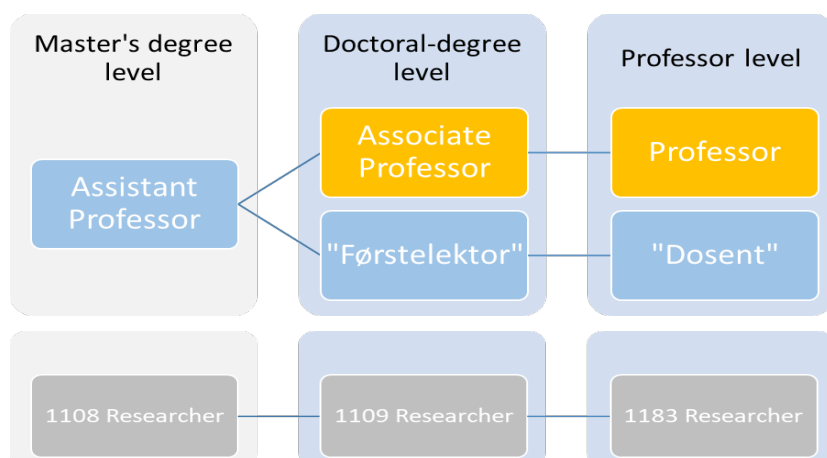 Master's degree
level
Doctoral-degree
level
Professor level
Assistant
Professor
Associate
Professor
Professor
"Førstelektor"
"Dosent"
1108 Researcher
1109 Researcher
1183 Researcher